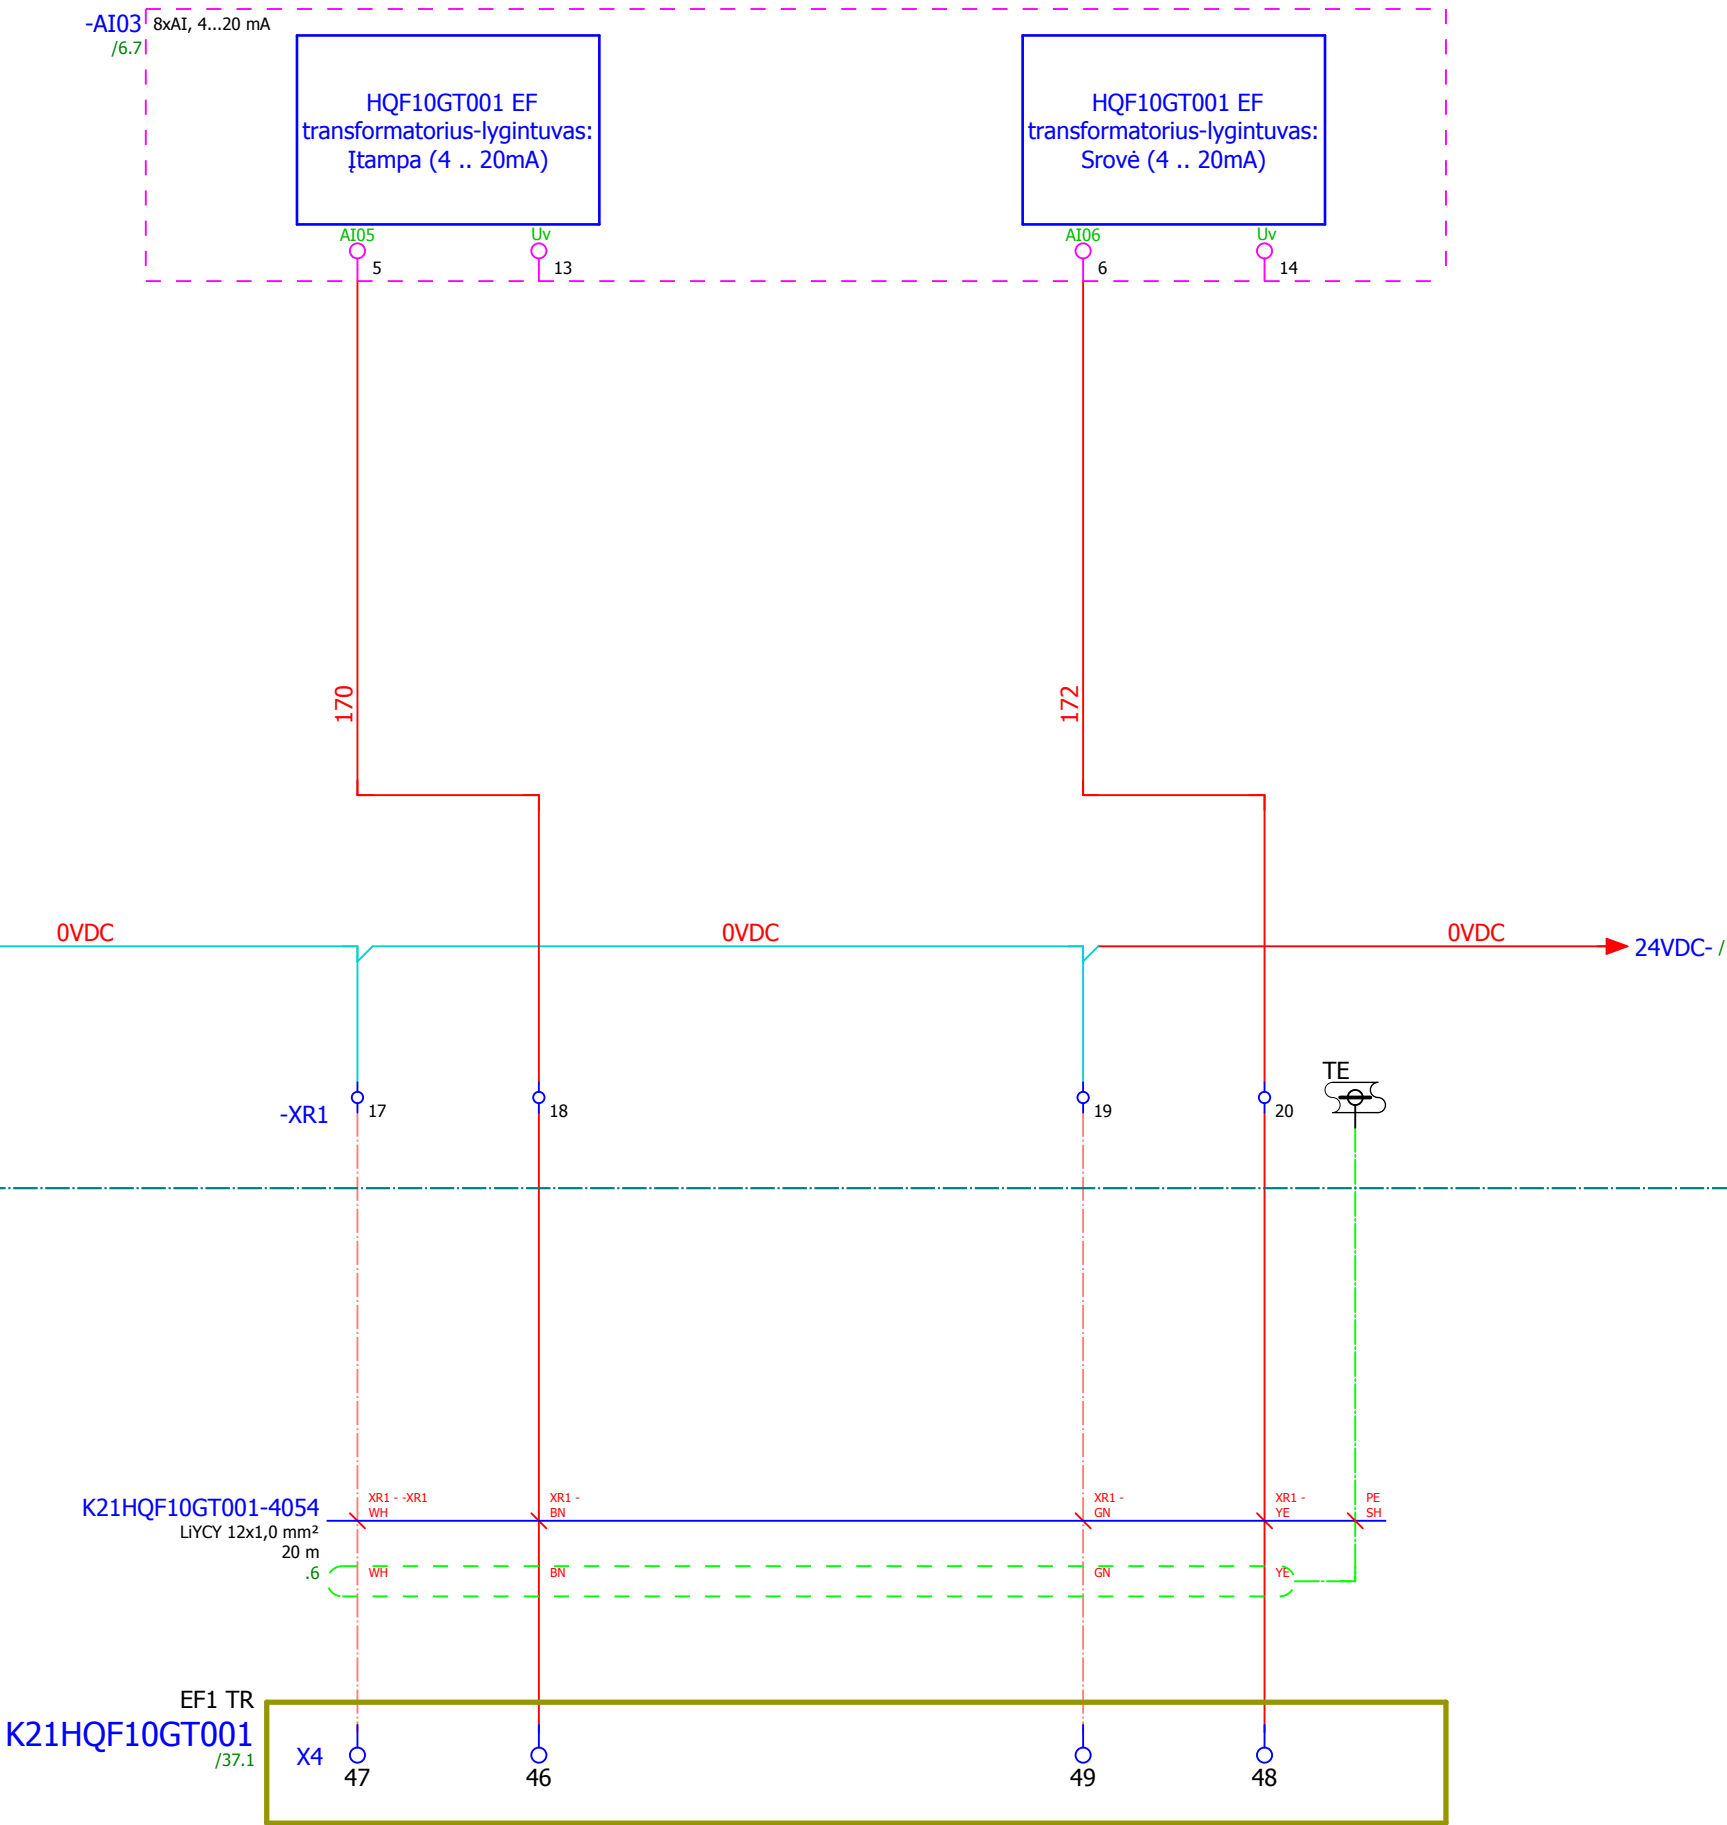 -AI03
8xAI, 4...20 mA
/6.7
HQF10GT001 EF
transformatorius-lygintuvas:
Įtampa (4 .. 20mA)
HQF10GT001 EF
transformatorius-lygintuvas:
Srovė (4 .. 20mA)
AI05
Uv
AI06
Uv
5
13
6
14
170
172
0VDC
0VDC
0VDC
24VDC- /
TE
-XR1
17
18
19
20
K21HQF10GT001-4054
LiYCY 12x1,0 mm²
20 m
.6
XR1 - -XR1
WH
XR1 -
BN
XR1 -
GN
XR1 -
YE
PE
SH
WH
BN
GN
YE
EF1 TR
K21HQF10GT001
/37.1
X4
47
46
49
48